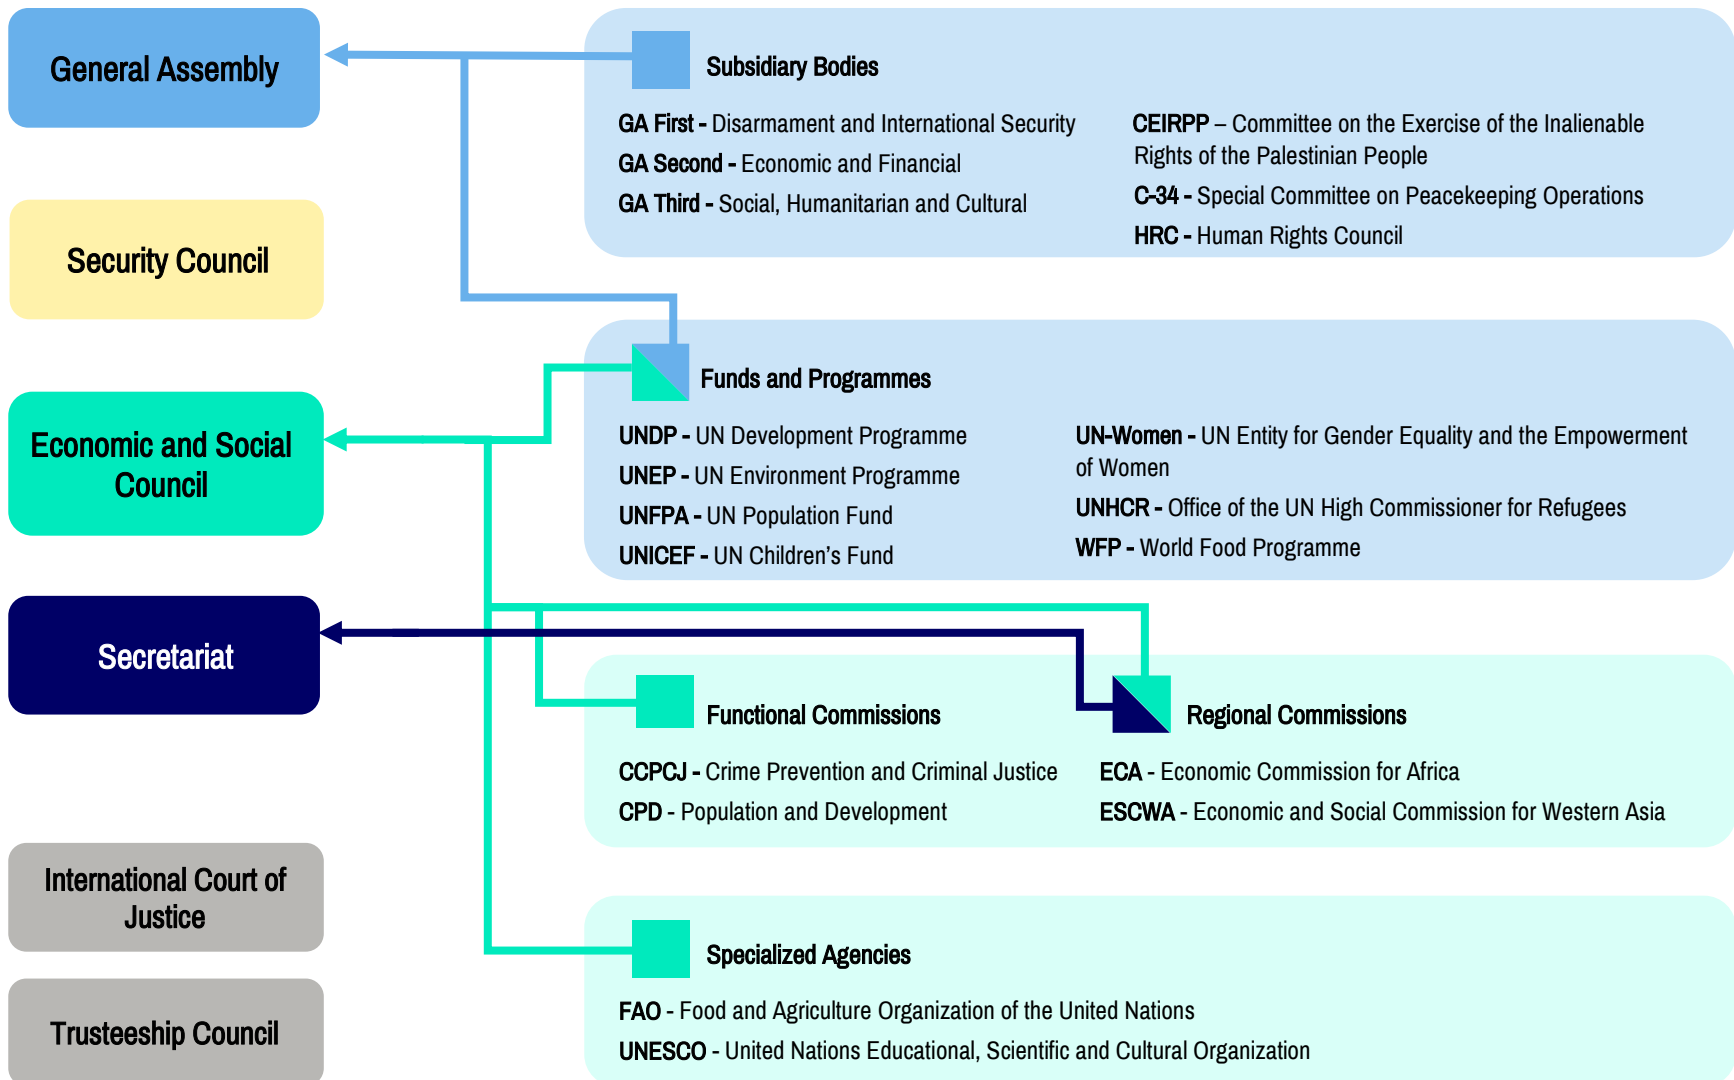 General Assembly
Security Council
Economic and Social
Council
Secretariat
International Court of
Justice
Trusteeship Council
Subsidiary Bodies
GA First - Disarmament and International Security
GA Second - Economic and Financial
GA Third - Social, Humanitarian and Cultural
CEIRPP – Committee on the Exercise of the Inalienable
Rights of the Palestinian People
C-34 - Special Committee on Peacekeeping Operations
HRC - Human Rights Council
Funds and Programmes
UNDP - UN Development Programme
UNEP - UN Environment Programme
UNFPA - UN Population Fund
UNICEF - UN Children’s Fund
UN-Women - UN Entity for Gender Equality and the Empowerment
of Women
UNHCR - Office of the UN High Commissioner for Refugees
WFP - World Food Programme
Functional Commissions
CCPCJ - Crime Prevention and Criminal Justice
CPD - Population and Development
Regional Commissions
ECA - Economic Commission for Africa
ESCWA - Economic and Social Commission for Western Asia
Specialized Agencies
FAO - Food and Agriculture Organization of the United Nations
UNESCO - United Nations Educational, Scientific and Cultural Organization